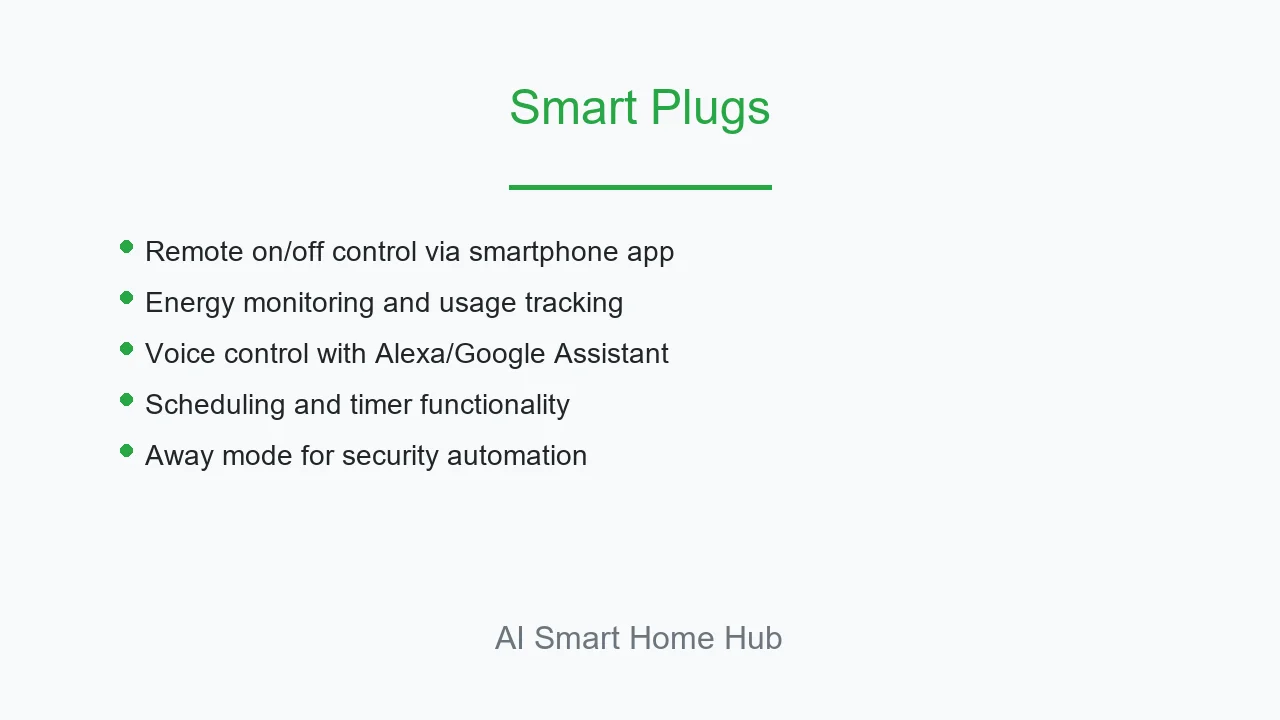 Smart Plugs
Remote on/off control via smartphone app
Energy monitoring and usage tracking
Voice control with Alexa/Google Assistant
Scheduling and timer functionality
Away mode for security automation
AI Smart Home Hub